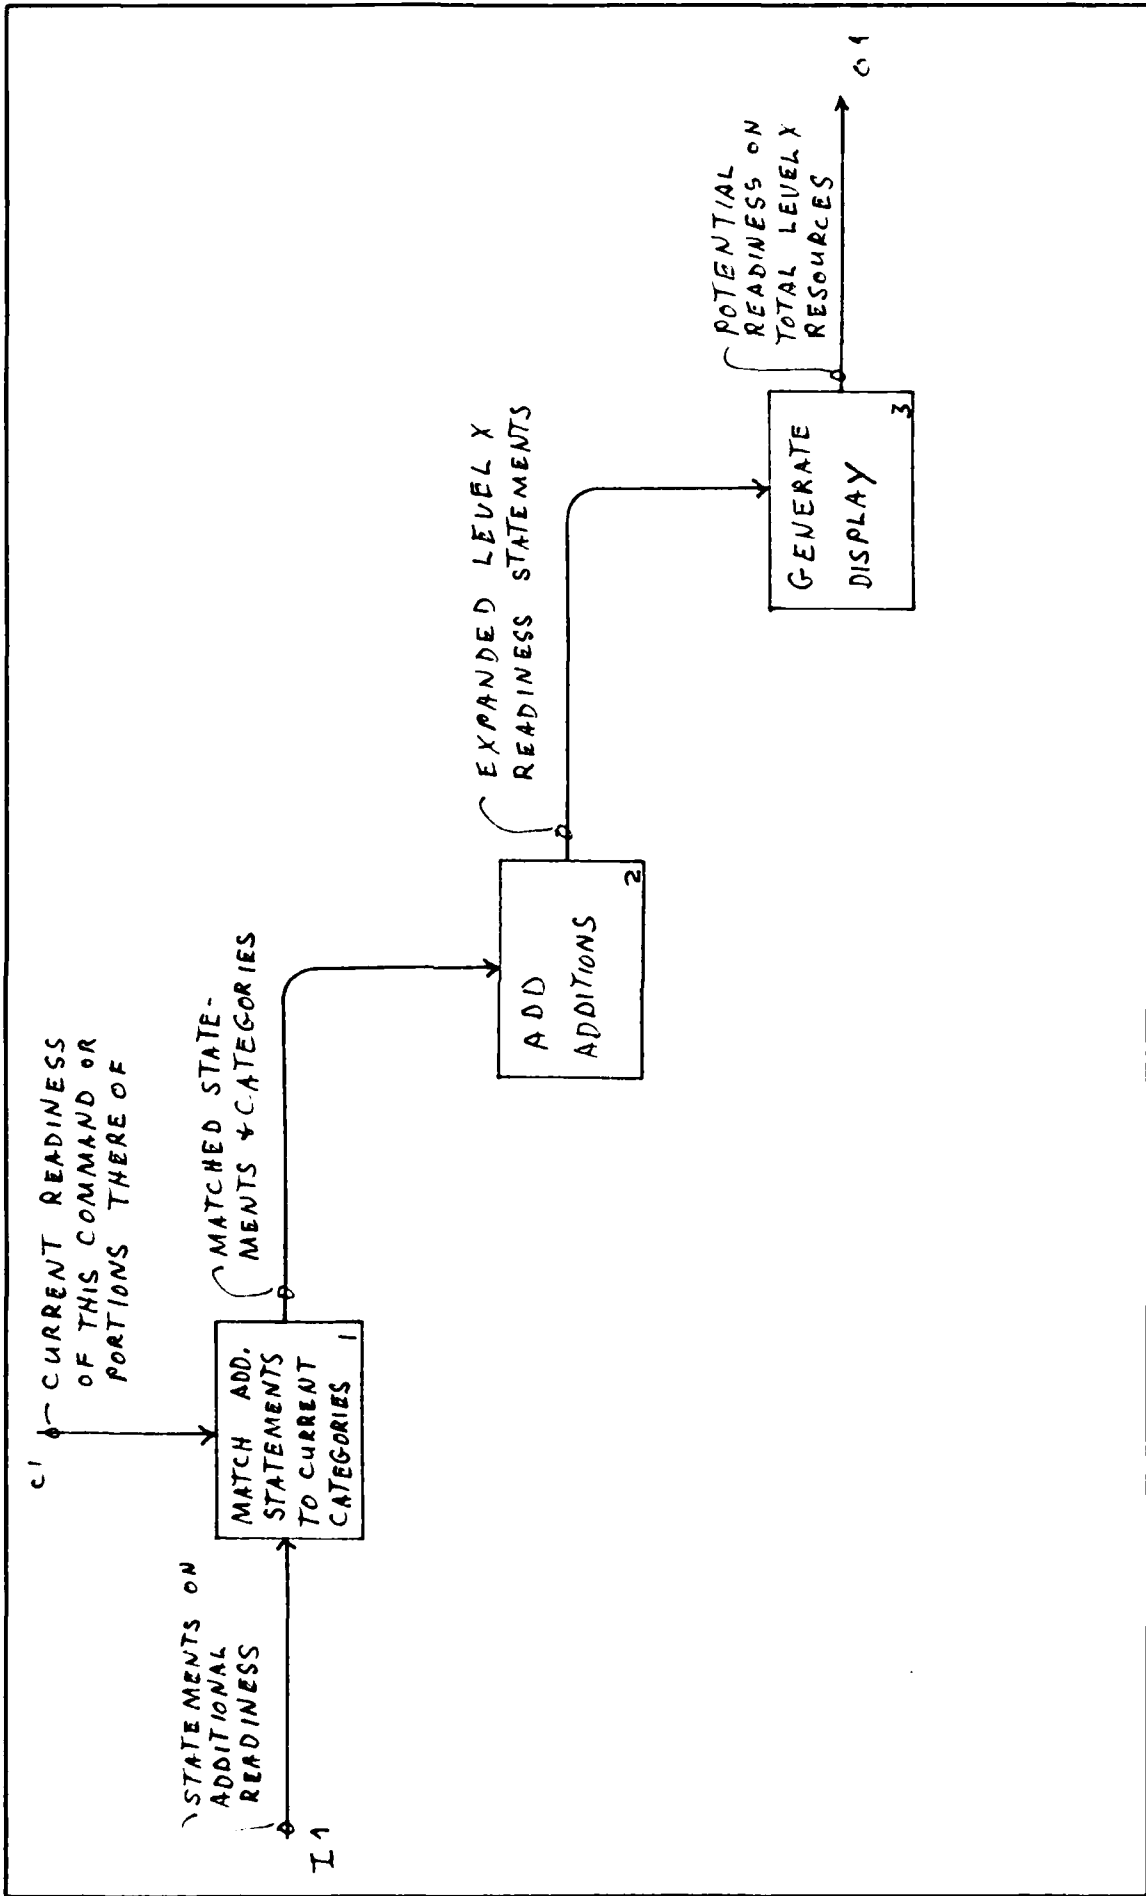 C1
CURRENT READINESS
OF THIS COMMAND OR
PORTIONS THERE OF
STATEMENTS ON
ADDITIONAL
READINESS
I1
MATCH ADD.
STATEMENTS
TO CURRENT
CATEGORIES
1
MATCHED STATE-
MENTS & CATEGORIES
ADD
ADDITIONS
2
EXPANDED LEVEL X
READINESS STATEMENTS
GENERATE
DISPLAY
3
POTENTIAL
READINESS ON
TOTAL LEVEL X
RESOURCES
O1